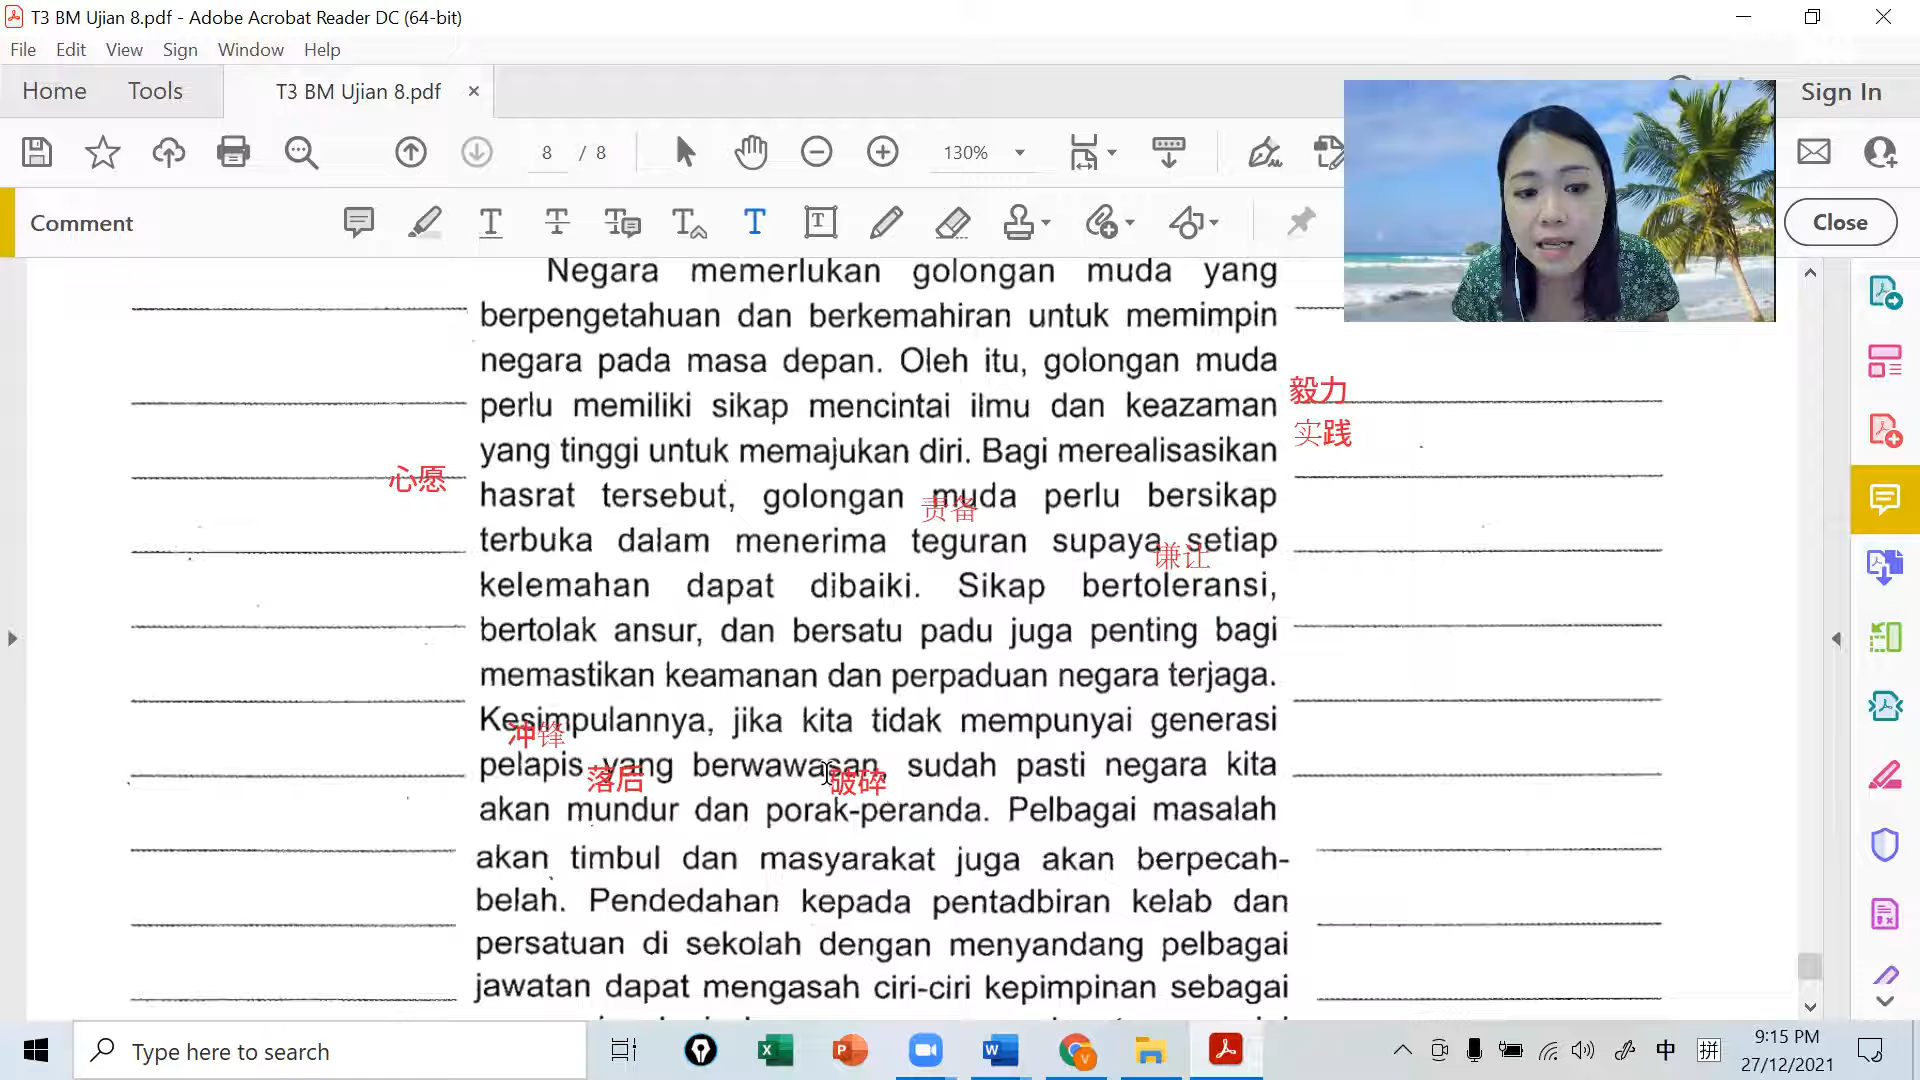 T3 BM Ujian 8.pdf - Adobe Acrobat Reader DC (64-bit)
File Edit View Sign Window Help
Home Tools T3 BM Ujian 8.pdf Sign In
8 / 8 130%
Comment Close
Negara memerlukan golongan muda yang
berpengetahuan dan berkemahiran untuk memimpin
negara pada masa depan. Oleh itu, golongan muda
毅力
perlu memiliki sikap mencintai ilmu dan keazaman
实践
yang tinggi untuk memajukan diri. Bagi merealisasikan
心愿
hasrat tersebut, golongan muda perlu bersikap
责备
terbuka dalam menerima teguran supaya setiap
谦让
kelemahan dapat dibaiki. Sikap bertoleransi,
bertolak ansur, dan bersatu padu juga penting bagi
memastikan keamanan dan perpaduan negara terjaga.
Kesimpulannya, jika kita tidak mempunyai generasi
冲锋
pelapis yang berwawasan, sudah pasti negara kita
落后 破碎
akan mundur dan porak-peranda. Pelbagai masalah
akan timbul dan masyarakat juga akan berpecah-
belah. Pendedahan kepada pentadbiran kelab dan
persatuan di sekolah dengan menyandang pelbagai
jawatan dapat mengasah ciri-ciri kepimpinan sebagai
Type here to search
中 拼 9:15 PM
27/12/2021